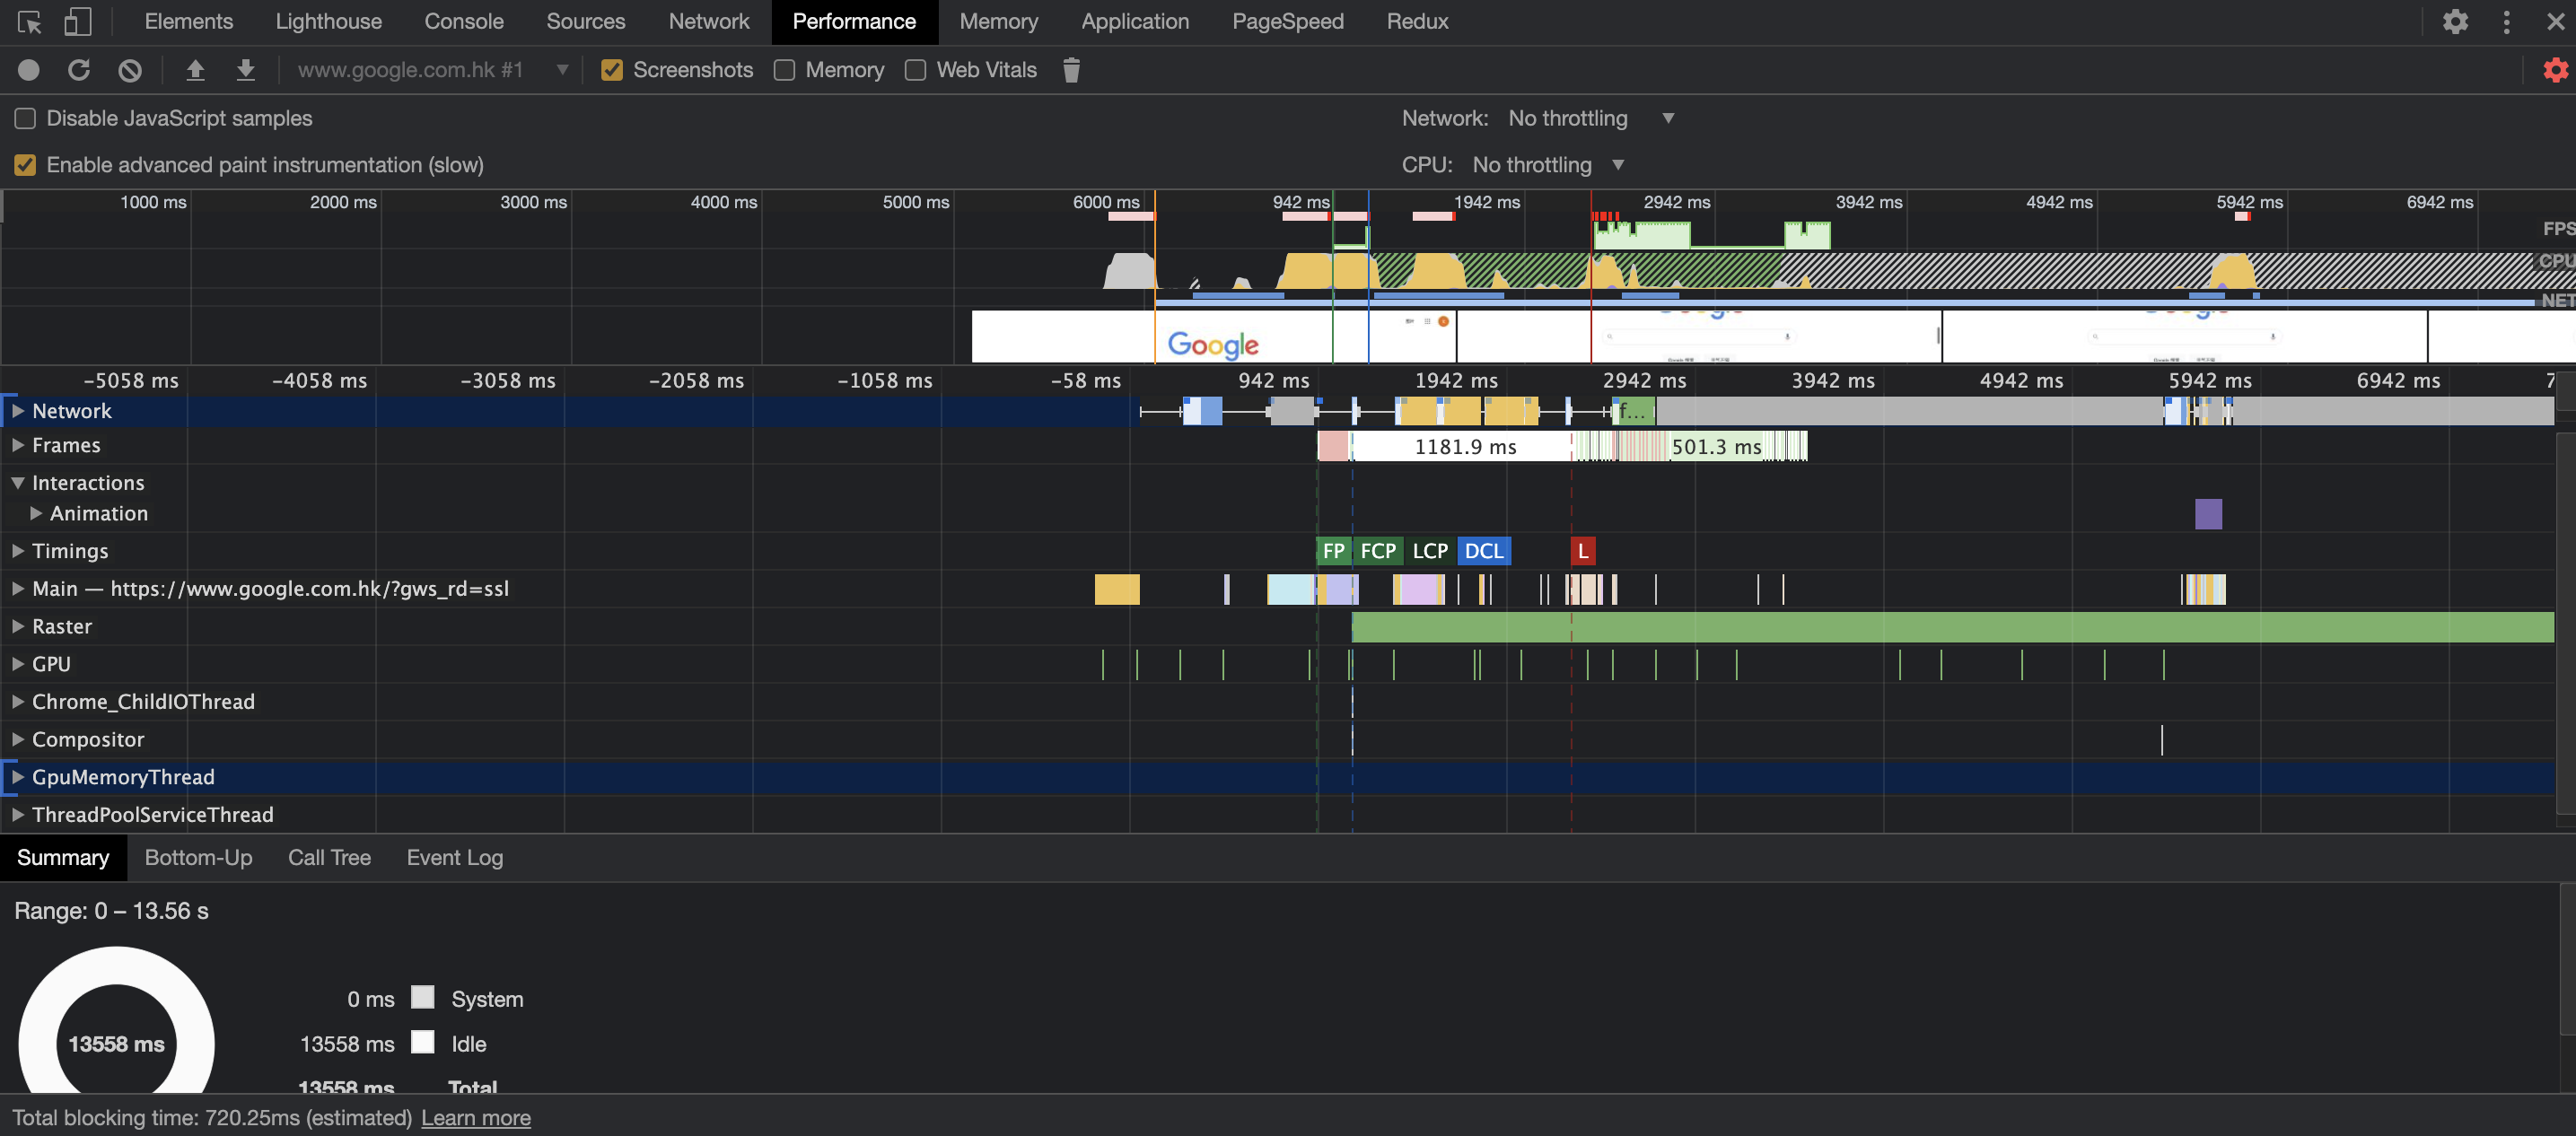 Elements Lighthouse Console Sources Network Performance Memory Application PageSpeed Redux
www.google.com.hk #1 Screenshots Memory Web Vitals
Disable JavaScript samples Network: No throttling
Enable advanced paint instrumentation (slow) CPU: No throttling
1000 ms 2000 ms 3000 ms 4000 ms 5000 ms 6000 ms 942 ms 1942 ms 2942 ms 3942 ms 4942 ms 5942 ms 6942 ms
FPS
CPU
NET
Google
-5058 ms -4058 ms -3058 ms -2058 ms -1058 ms -58 ms 942 ms 1942 ms 2942 ms 3942 ms 4942 ms 5942 ms 6942 ms 7
Network f...
Frames 1181.9 ms 501.3 ms
Interactions
Animation
Timings FP FCP LCP DCL L
Main — https://www.google.com.hk/?gws_rd=ssl
Raster
GPU
Chrome_ChildIOThread
Compositor
GpuMemoryThread
ThreadPoolServiceThread
Summary Bottom-Up Call Tree Event Log
Range: 0 – 13.56 s
0 ms System
13558 ms 13558 ms Idle
13558 ms Total
Total blocking time: 720.25ms (estimated) Learn more